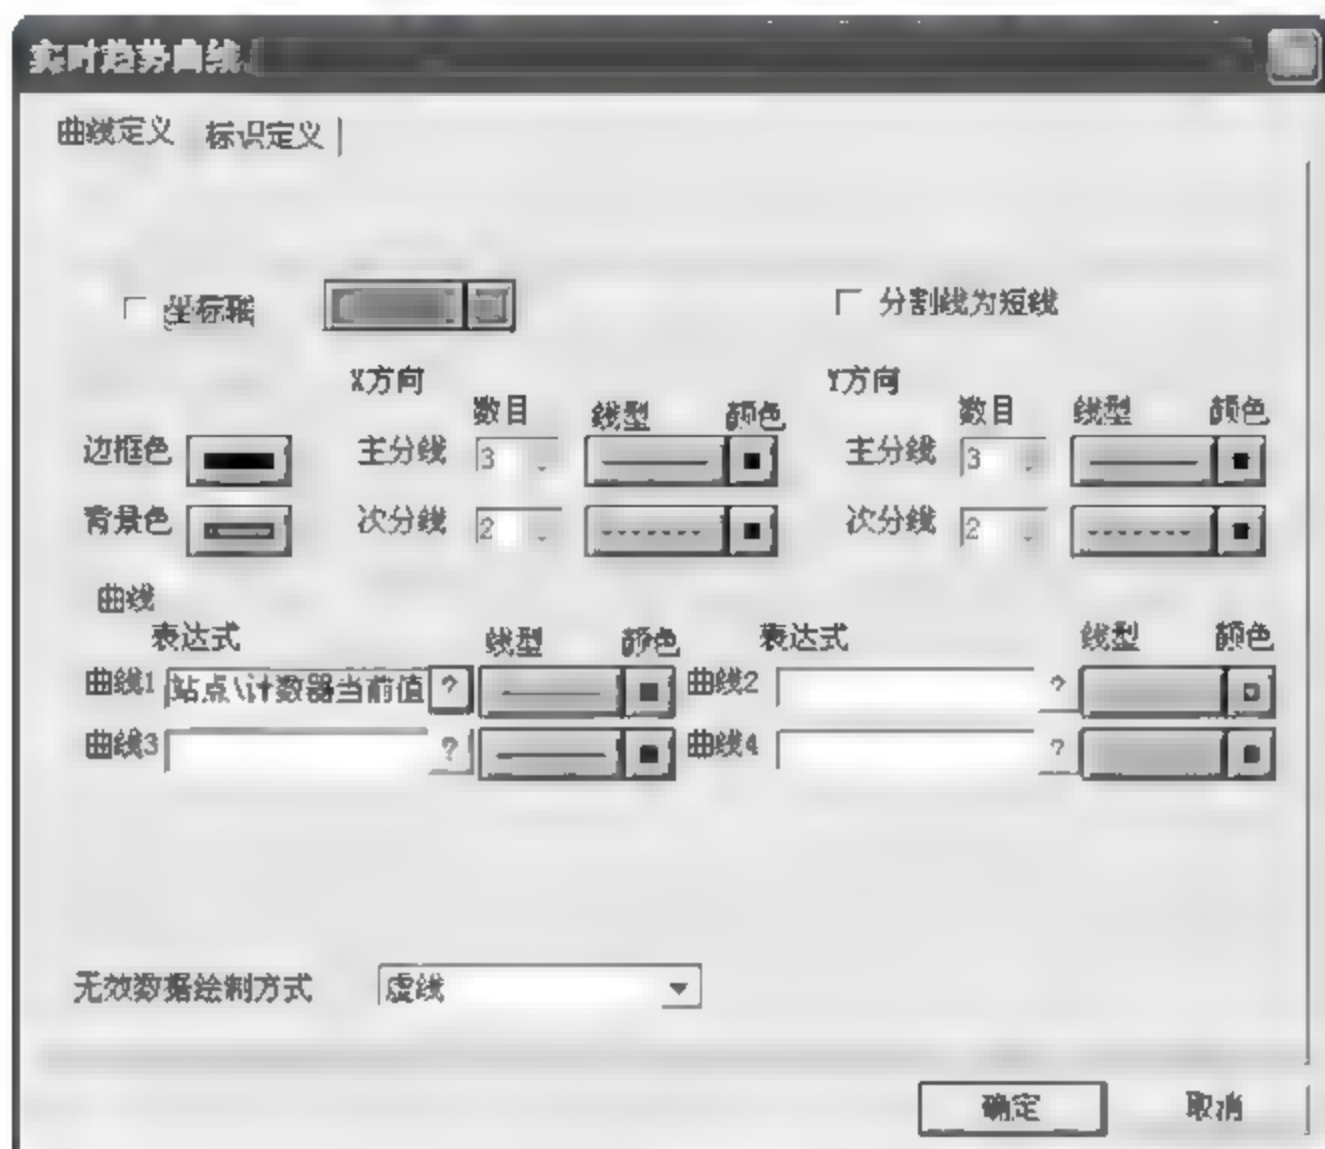 实时趋势曲线
曲线定义 标识定义
坐标轴 分割线为短线
X方向 Y方向
数目 线型 颜色 数目 线型 颜色
边框色 主分线 3 主分线 3
背景色 次分线 2 次分线 2
曲线
表达式 线型 颜色 表达式 线型 颜色
曲线1 站点\计数器当前值 ? 曲线2 ?
曲线3 ? 曲线4 ?
无效数据绘制方式 虚线
确定 取消